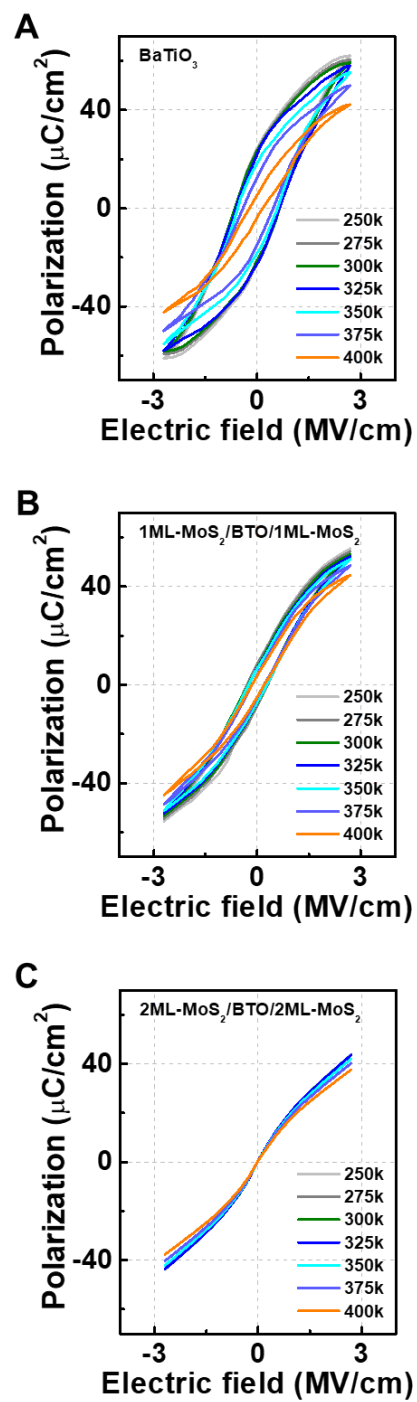 A
BaTiO₃
Polarization (μC/cm²)
40
0
-40
250k
275k
300k
325k
350k
375k
400k
-3
0
3
Electric field (MV/cm)
B
1ML-MoS₂/BTO/1ML-MoS₂
Polarization (μC/cm²)
40
0
-40
250k
275k
300k
325k
350k
375k
400k
-3
0
3
Electric field (MV/cm)
C
2ML-MoS₂/BTO/2ML-MoS₂
Polarization (μC/cm²)
40
0
-40
250k
275k
300k
325k
350k
375k
400k
-3
0
3
Electric field (MV/cm)